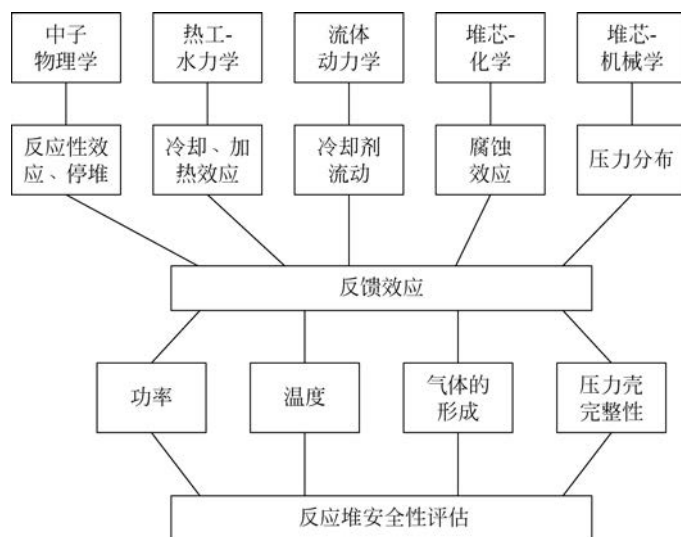 中子
物理学
热工-
水力学
流体
动力学
堆芯-
化学
堆芯-
机械学
反应性效
应、停堆
冷却、加
热效应
冷却剂
流动
腐蚀
效应
压力分布
反馈效应
功率
温度
气体的
形成
压力壳
完整性
反应堆安全性评估